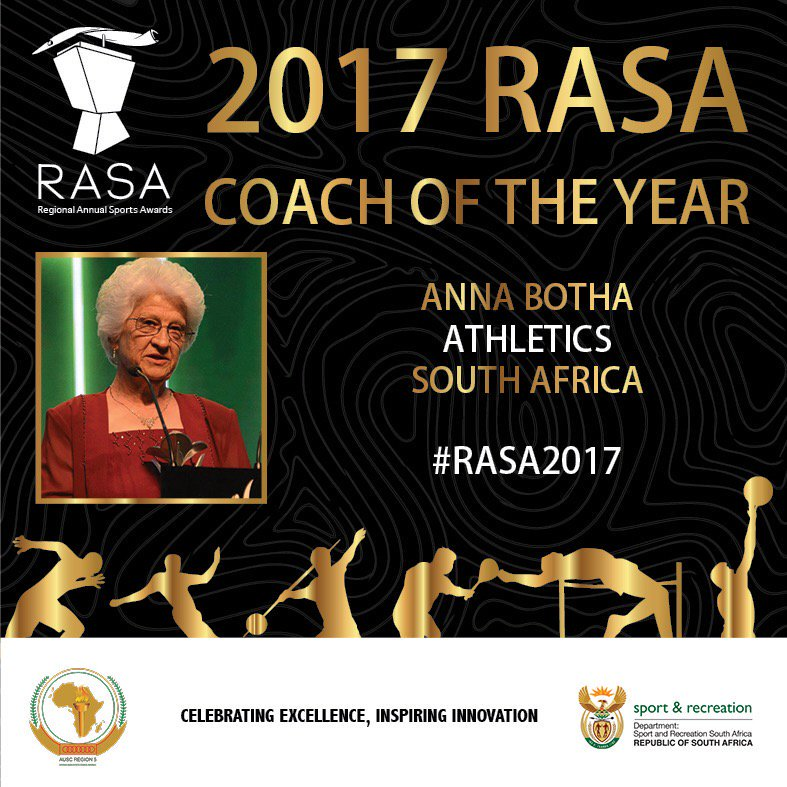 2017 RASA
COACH OF THE YEAR
RASA
Regional Annual Sports Awards
ANNA BOTHA
ATHLETICS
SOUTH AFRICA
#RASA2017
AUSC REGION 5
CELEBRATING EXCELLENCE, INSPIRING INNOVATION
sport & recreation
Department:
Sport and Recreation South Africa
REPUBLIC OF SOUTH AFRICA